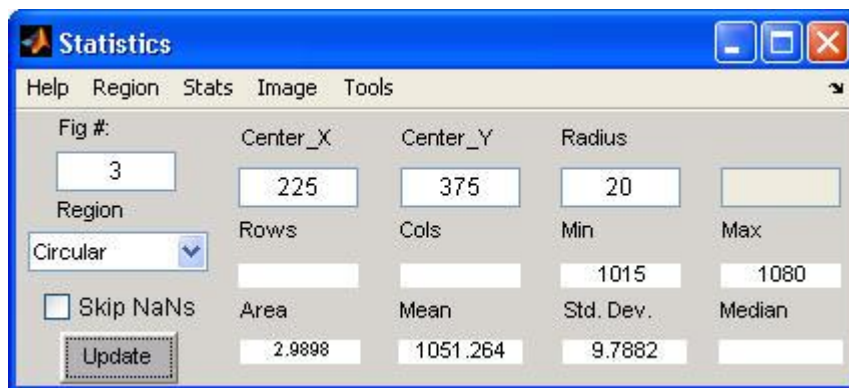 Statistics
Help Region Stats Image Tools
Fig #: Center_X Center_Y Radius
3 225 375 20
Region Rows Cols Min Max
Circular 1015 1080
Skip NaNs Area Mean Std. Dev. Median
Update 2.9898 1051.264 9.7882